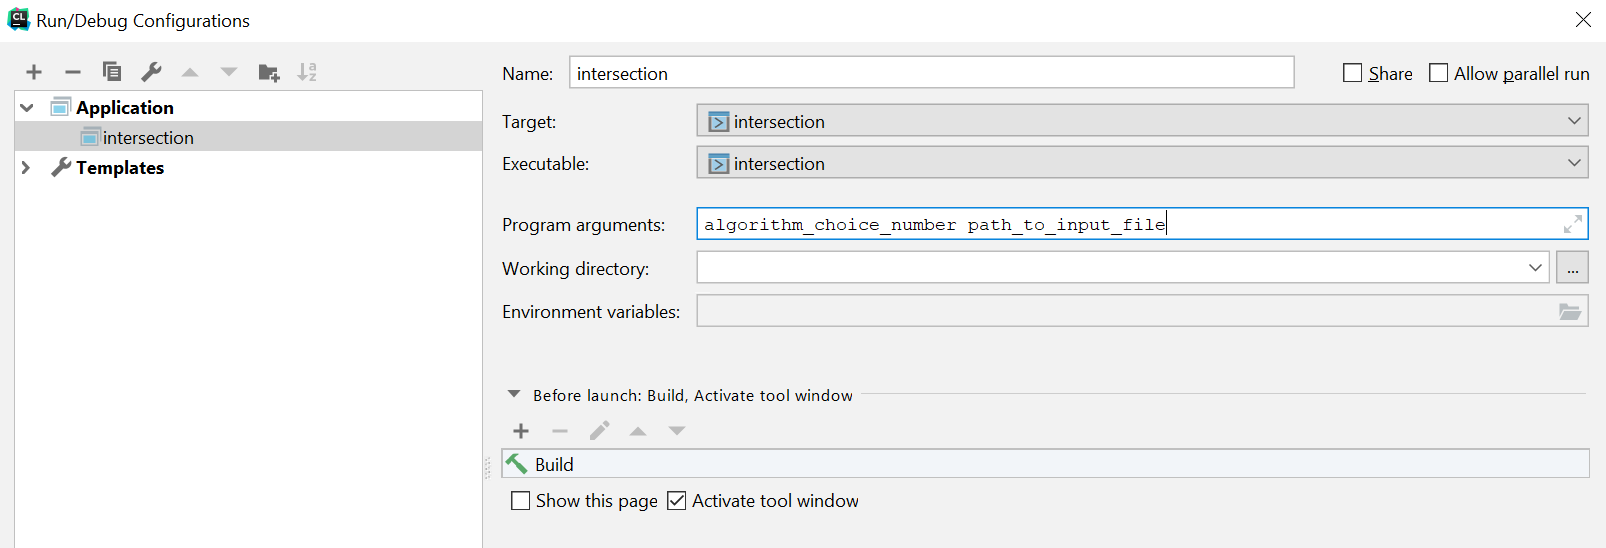 CL Run/Debug Configurations
Name: intersection Share Allow parallel run
Application
intersection
Templates
Target: intersection
Executable: intersection
Program arguments: algorithm_choice_number path_to_input_file
Working directory: ...
Environment variables:
Before launch: Build, Activate tool window
Build
Show this page Activate tool window